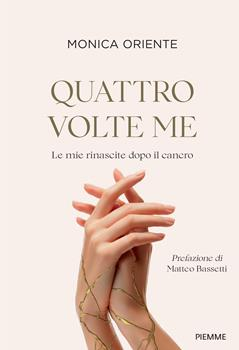 MONICA ORIENTE
QUATTRO
VOLTE ME
Le mie rinascite dopo il cancro
Prefazione di
Matteo Bassetti
PIEMME